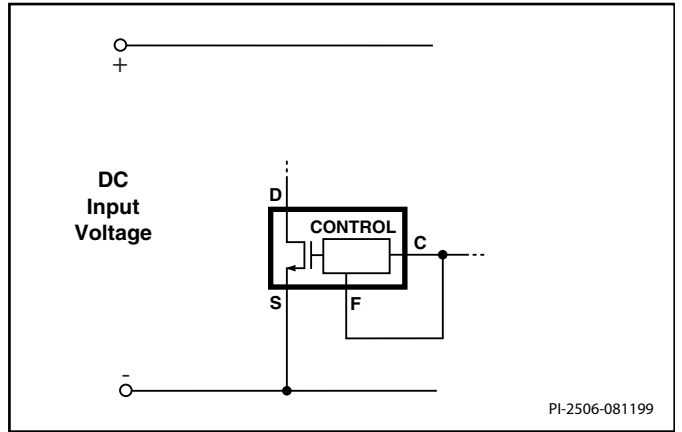 +
DC
Input
Voltage
D
CONTROL
C
S
F
-
PI-2506-081199